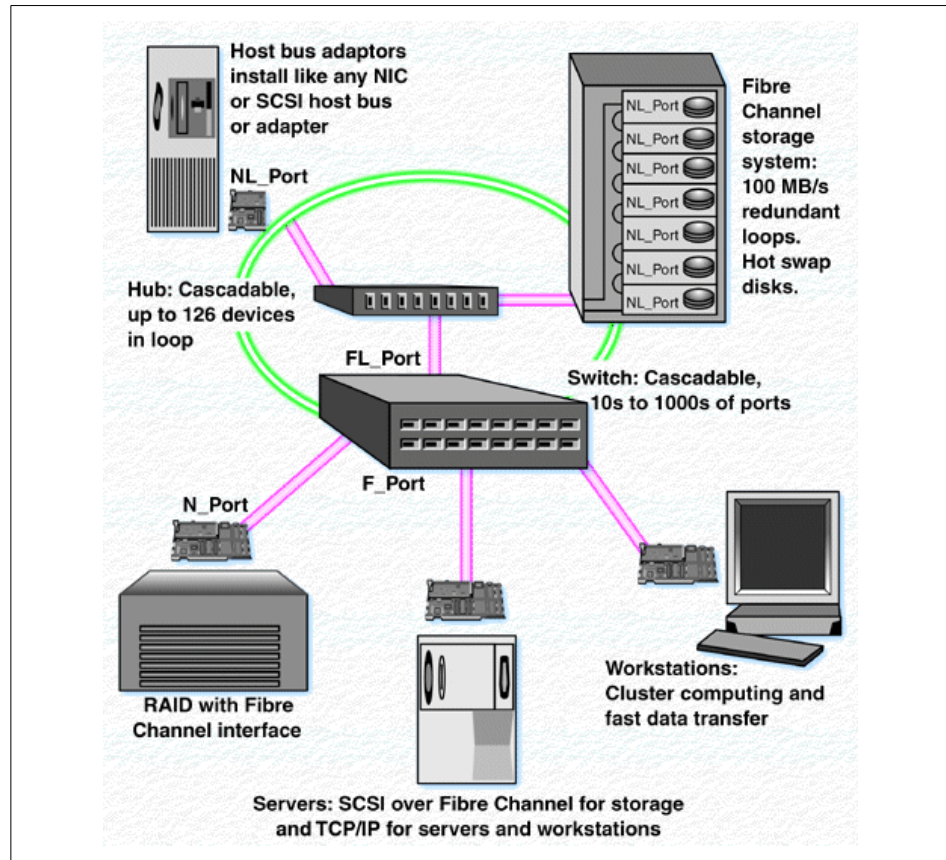 Host bus adaptors
install like any NIC
or SCSI host bus
or adapter
NL_Port
NL_Port
NL_Port
NL_Port
NL_Port
NL_Port
NL_Port
NL_Port
Fibre
Channel
storage
system:
100 MB/s
redundant
loops.
Hot swap
disks.
Hub: Cascadable,
up to 126 devices
in loop
FL_Port
Switch: Cascadable,
10s to 1000s of ports
F_Port
N_Port
RAID with Fibre
Channel interface
Workstations:
Cluster computing and
fast data transfer
Servers: SCSI over Fibre Channel for storage
and TCP/IP for servers and workstations